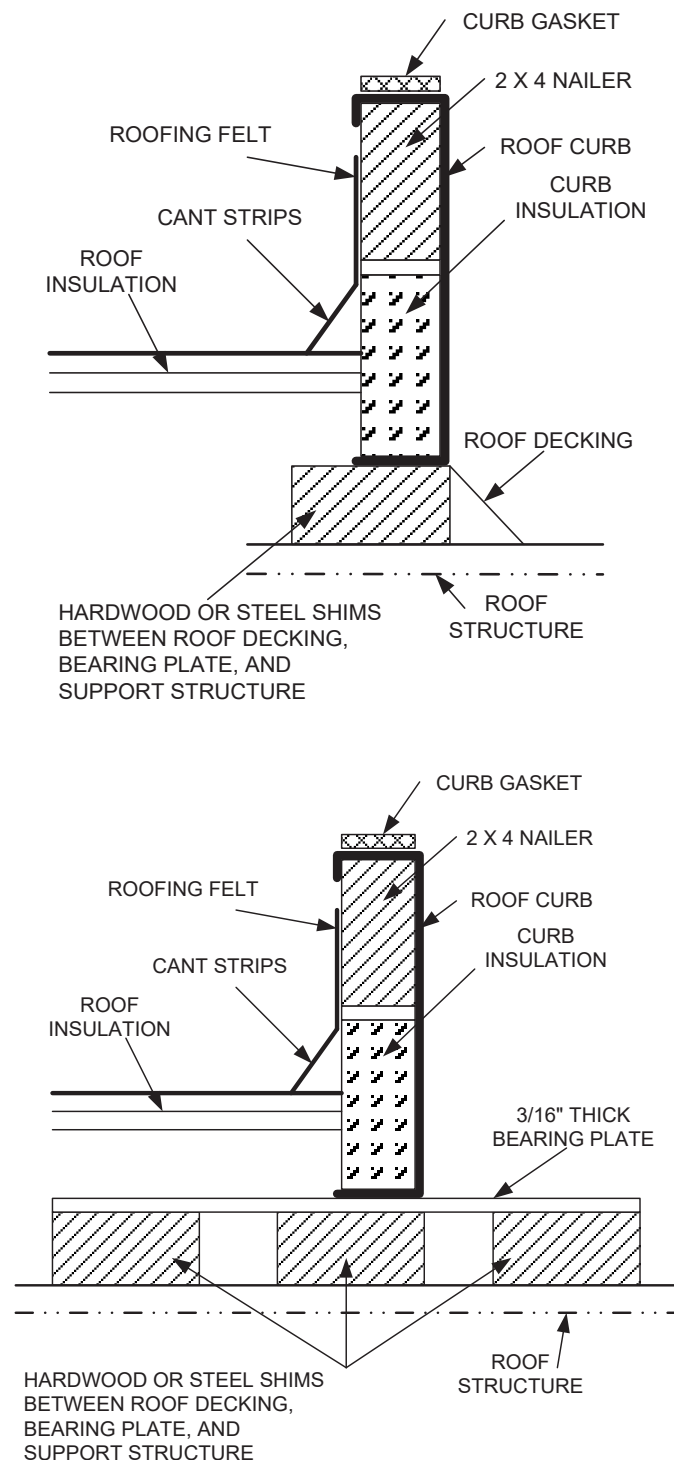 CURB GASKET
2 X 4 NAILER
ROOFING FELT
ROOF CURB
CURB
INSULATION
CANT STRIPS
ROOF
INSULATION
ROOF DECKING
HARDWOOD OR STEEL SHIMS
BETWEEN ROOF DECKING,
BEARING PLATE, AND
SUPPORT STRUCTURE
ROOF
STRUCTURE
CURB GASKET
2 X 4 NAILER
ROOFING FELT
ROOF CURB
CURB
INSULATION
CANT STRIPS
ROOF
INSULATION
3/16" THICK
BEARING PLATE
HARDWOOD OR STEEL SHIMS
BETWEEN ROOF DECKING,
BEARING PLATE, AND
SUPPORT STRUCTURE
ROOF
STRUCTURE